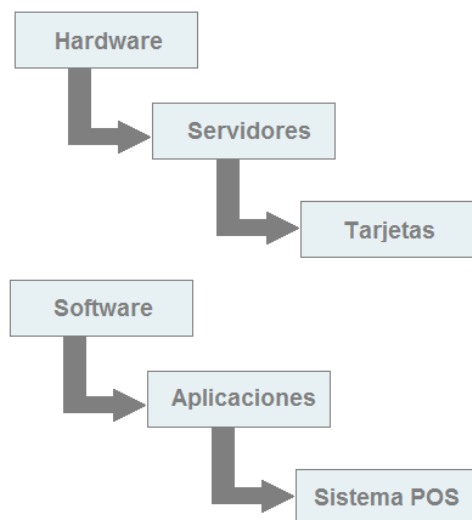 Hardware
Servidores
Tarjetas
Software
Aplicaciones
Sistema POS